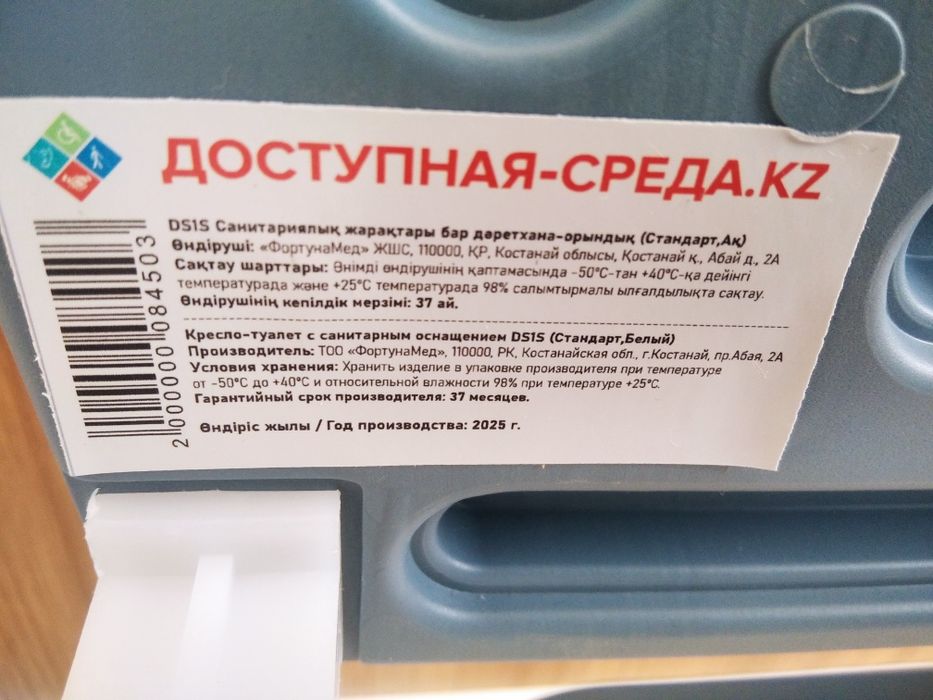 ДОСТУПНАЯ-СРЕДА.KZ
DS1S Санитариялық жарақтары бар дәретхана-орындық (Стандарт,Ақ)
Өндіруші: «ФортунаМед» ЖШС, 110000, ҚР, Костанай облысы, Қостанай қ., Абай д., 2А
Сақтау шарттары: Өнімді өндірушінің қаптамасында -50°С-тан +40°С-қа дейінгі
температурада және +25°С температурада 98% салымтырмалы ылғалдылықта сақтау.
Өндірушінің кепілдік мерзімі: 37 ай.
Кресло-туалет с санитарным оснащением DS1S (Стандарт,Белый)
Производитель: ТОО «ФортунаМед», 110000, РК, Костанайская обл., г.Костанай, пр.Абая, 2А
Условия хранения: Хранить изделие в упаковке производителя при температуре
от -50°С до +40°С и относительной влажности 98% при температуре +25°С.
Гарантийный срок производителя: 37 месяцев.
Өндіріс жылы / Год производства: 2025 г.
2000000084503